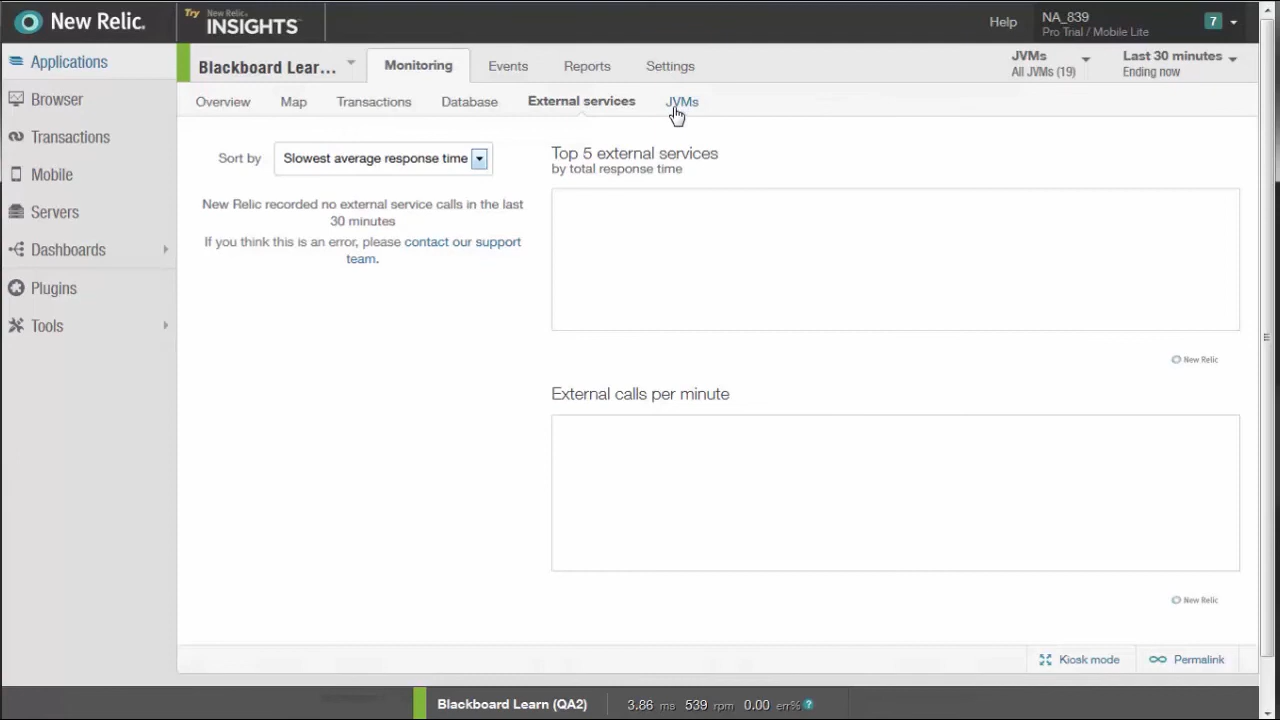 New Relic.
Try New Relic INSIGHTS
Help
NA_839
Pro Trial / Mobile Lite
7
Applications
Browser
Transactions
Mobile
Servers
Dashboards
Plugins
Tools
Blackboard Lear...
Monitoring
Events
Reports
Settings
JVMs
All JVMs (19)
Last 30 minutes
Ending now
Overview
Map
Transactions
Database
External services
JVMs
Sort by
Slowest average response time
New Relic recorded no external service calls in the last
30 minutes
If you think this is an error, please contact our support
team.
Top 5 external services
by total response time
New Relic
External calls per minute
New Relic
Kiosk mode
Permalink
Blackboard Learn (QA2)
3.86 ms
539 rpm
0.00 err%
?